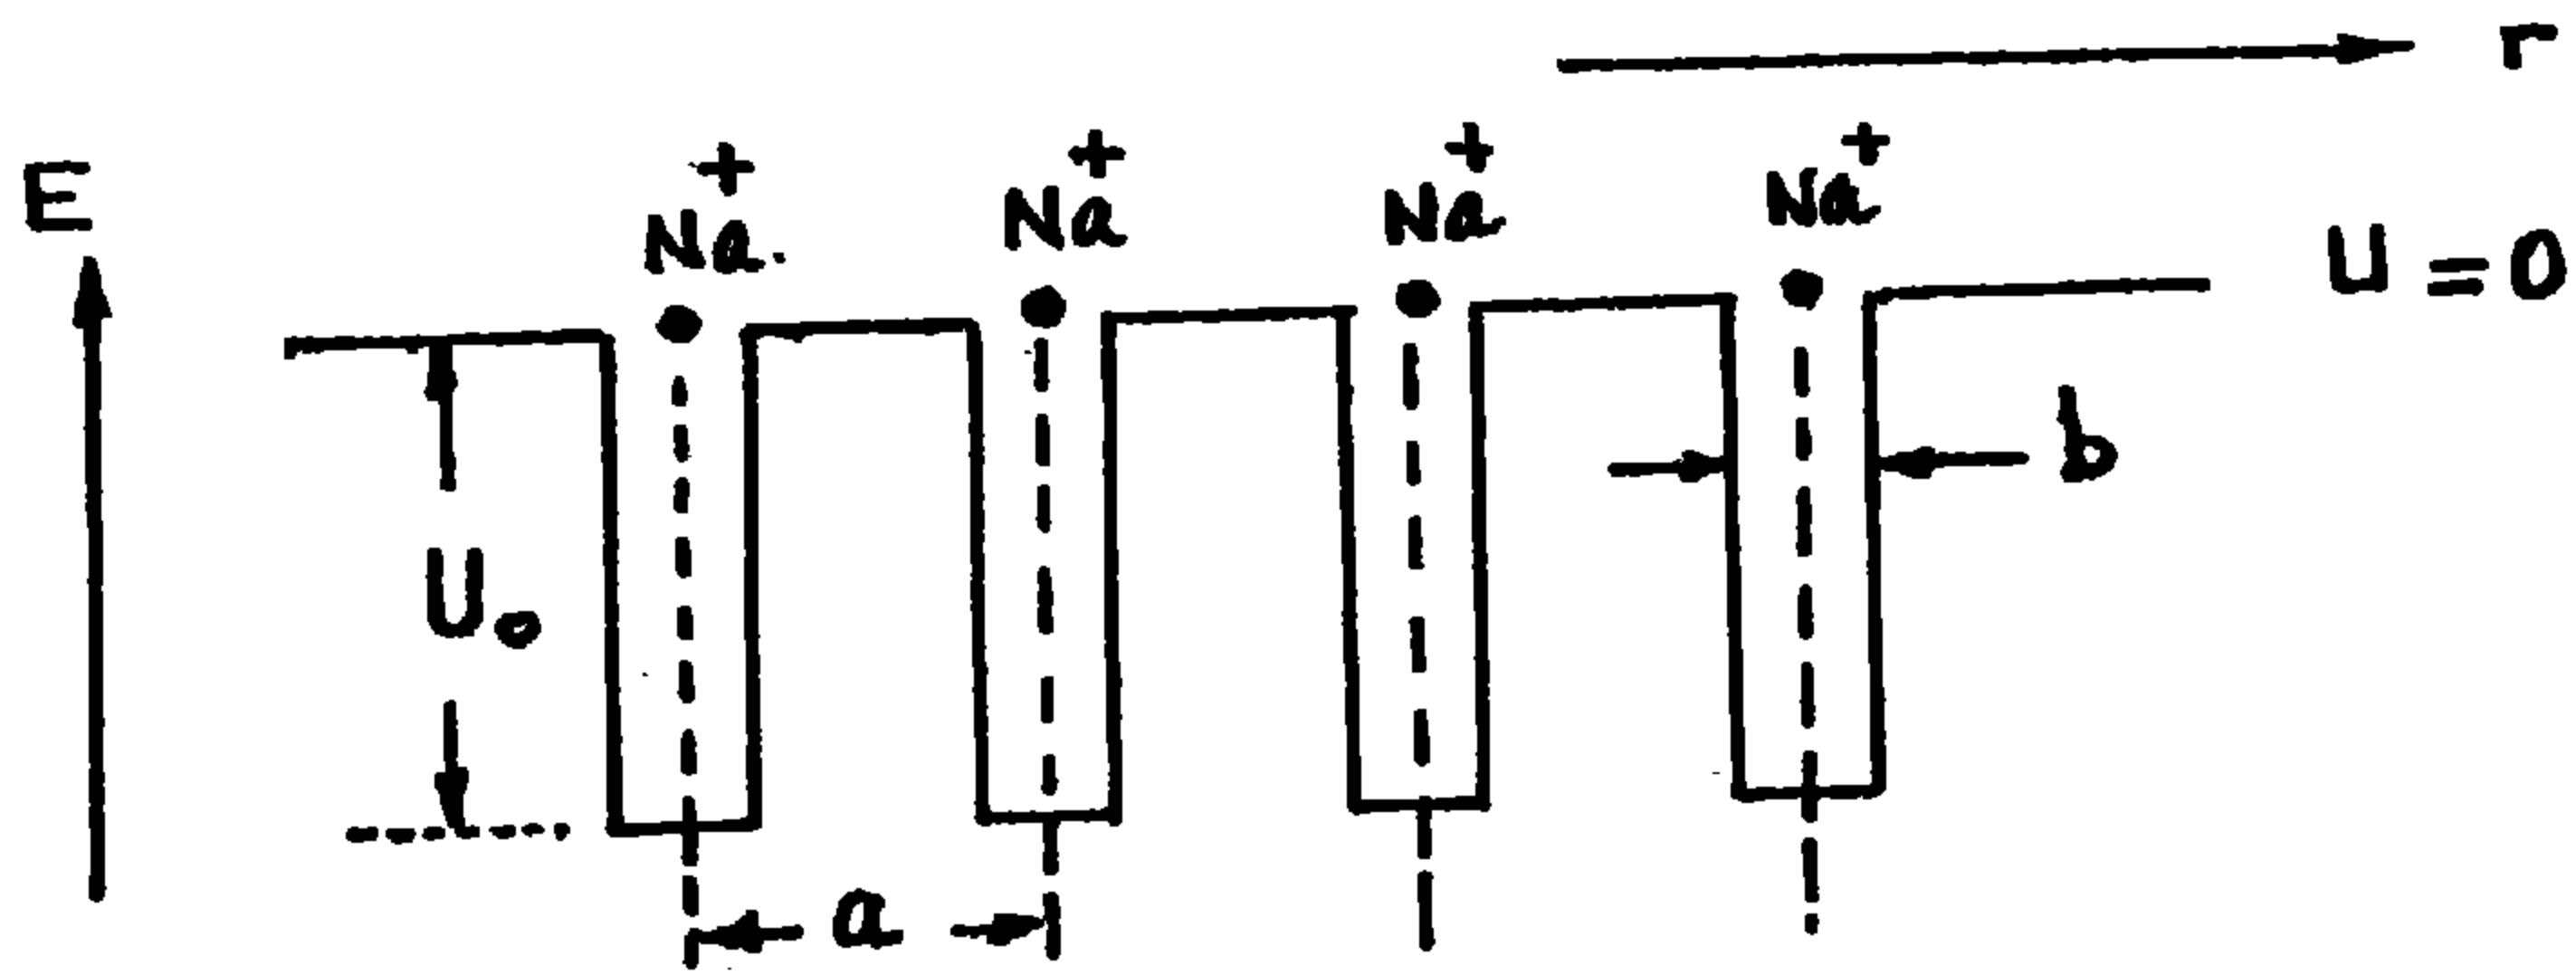 r
E
Na+ Na+ Na+ Na+
U = 0
b
U₀
a